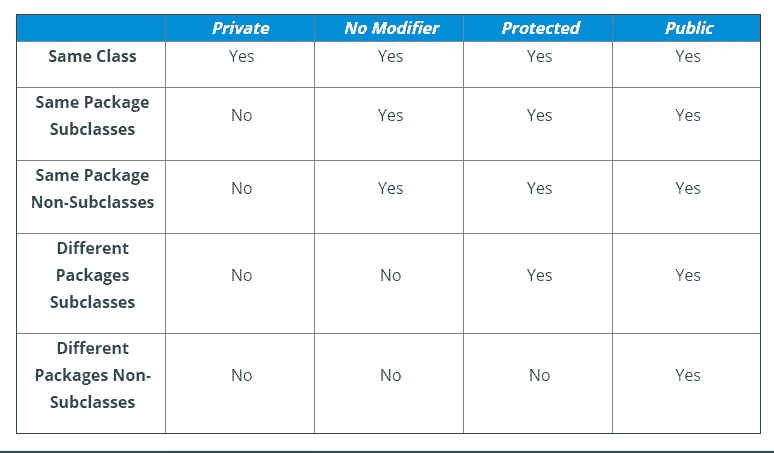 Private No Modifier Protected Public
Same Class Yes Yes Yes Yes
Same Package
Subclasses No Yes Yes Yes
Same Package
Non-Subclasses No Yes Yes Yes
Different
Packages No No Yes Yes
Subclasses
Different
Packages Non- No No No Yes
Subclasses